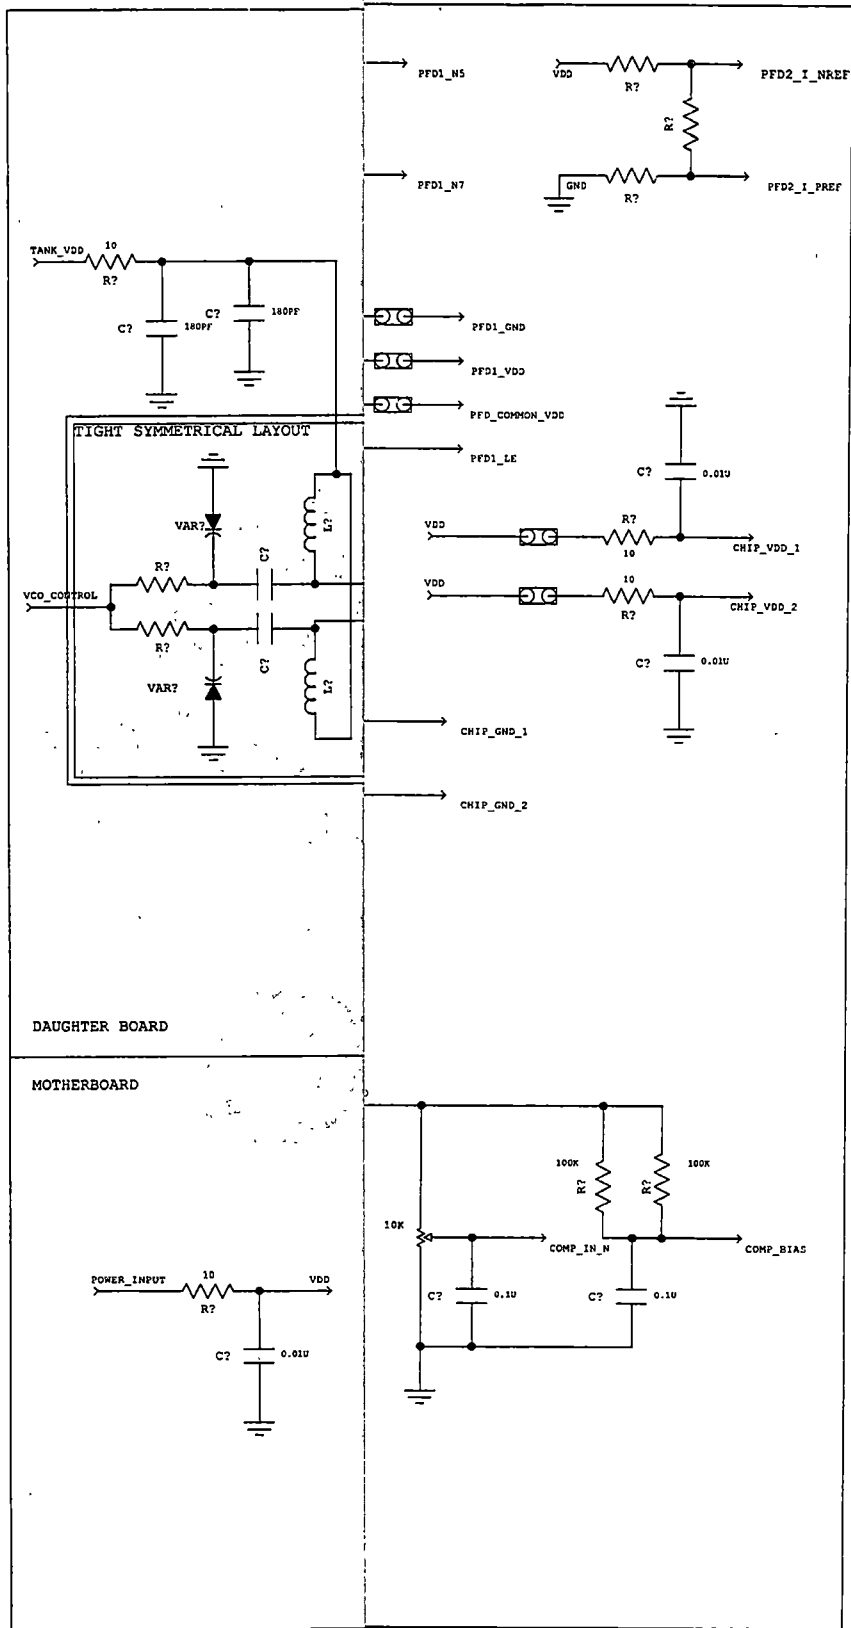 PFD1_N5
VDD
R?
PFD2_I_NREF
R?
PFD1_N7
GND
R?
PFD2_I_PREF
TANK_VDD
10
R?
C?
180PF
C?
180PF
PFD1_GND
PFD1_VDD
PFD_COMMON_VDD
TIGHT SYMMETRICAL LAYOUT
PFD1_LE
C?
0.01U
VAR?
L?
VDD
R?
10
CHIP_VDD_1
R?
C?
VDD
10
R?
CHIP_VDD_2
VCO_CONTROL
R?
C?
C?
0.01U
VAR?
L?
CHIP_GND_1
CHIP_GND_2
DAUGHTER BOARD
MOTHERBOARD
100K
R?
R?
100K
10K
COMP_IN_N
COMP_BIAS
POWER_INPUT
10
R?
VDD
C?
0.1U
C?
0.1U
C?
0.01U